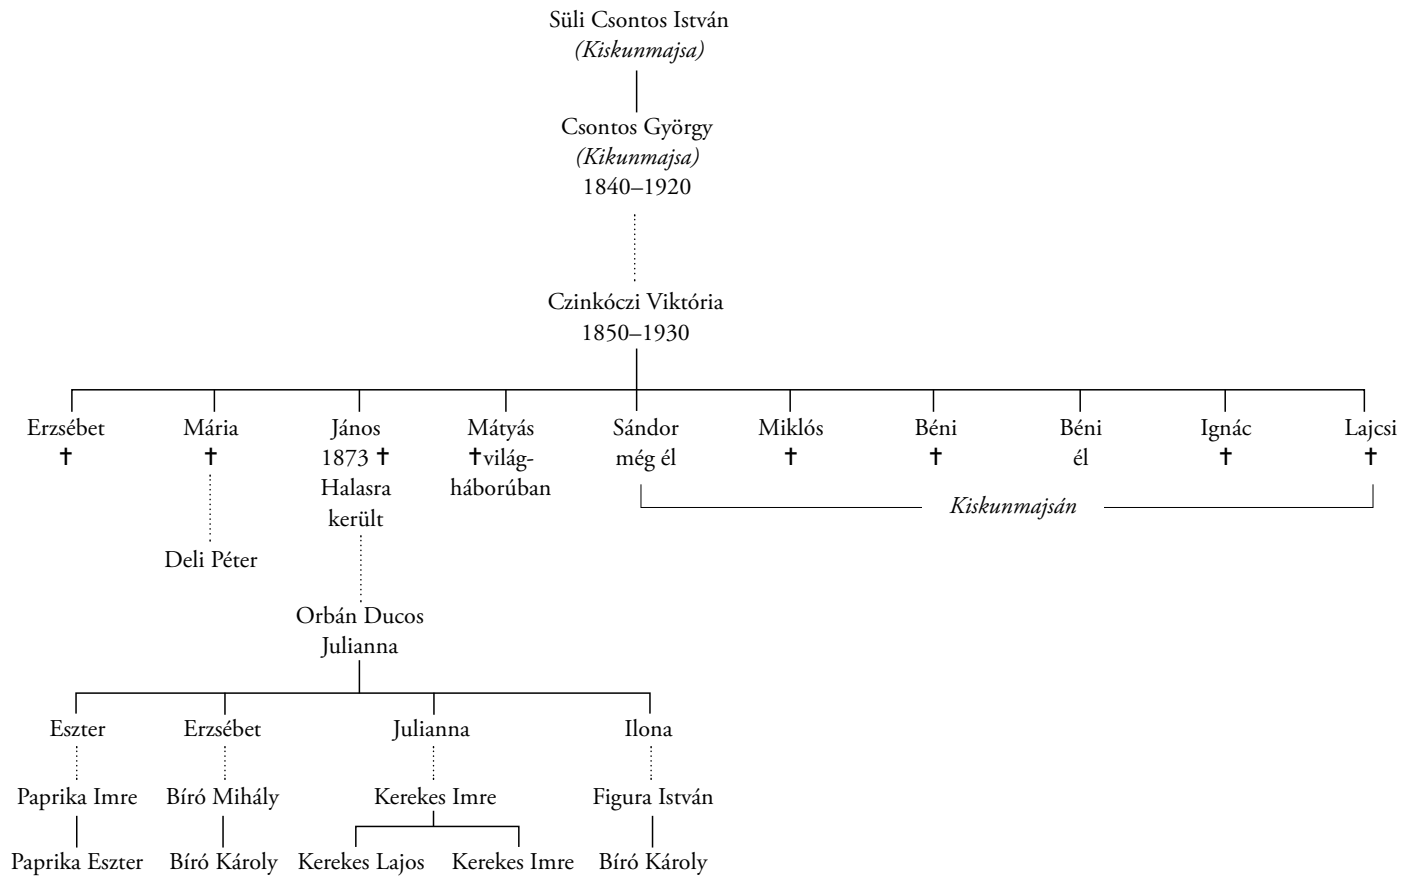 Süli Csontos István
(Kiskunmajsa)
Csontos György
(Kikunmajsa)
1840–1920
Czinkóczi Viktória
1850–1930
Erzsébet Mária János Mátyás Sándor Miklós Béni Béni Ignác Lajcsi
✝ ✝ 1873 ✝ ✝világ- még él ✝ ✝ él ✝ ✝
Halasra háborúban
Kiskunmajsán
került
Deli Péter
Orbán Ducos
Julianna
Eszter Erzsébet Julianna Ilona
Paprika Imre Bíró Mihály Kerekes Imre Figura István
Paprika Eszter Bíró Károly Kerekes Lajos Kerekes Imre Bíró Károly